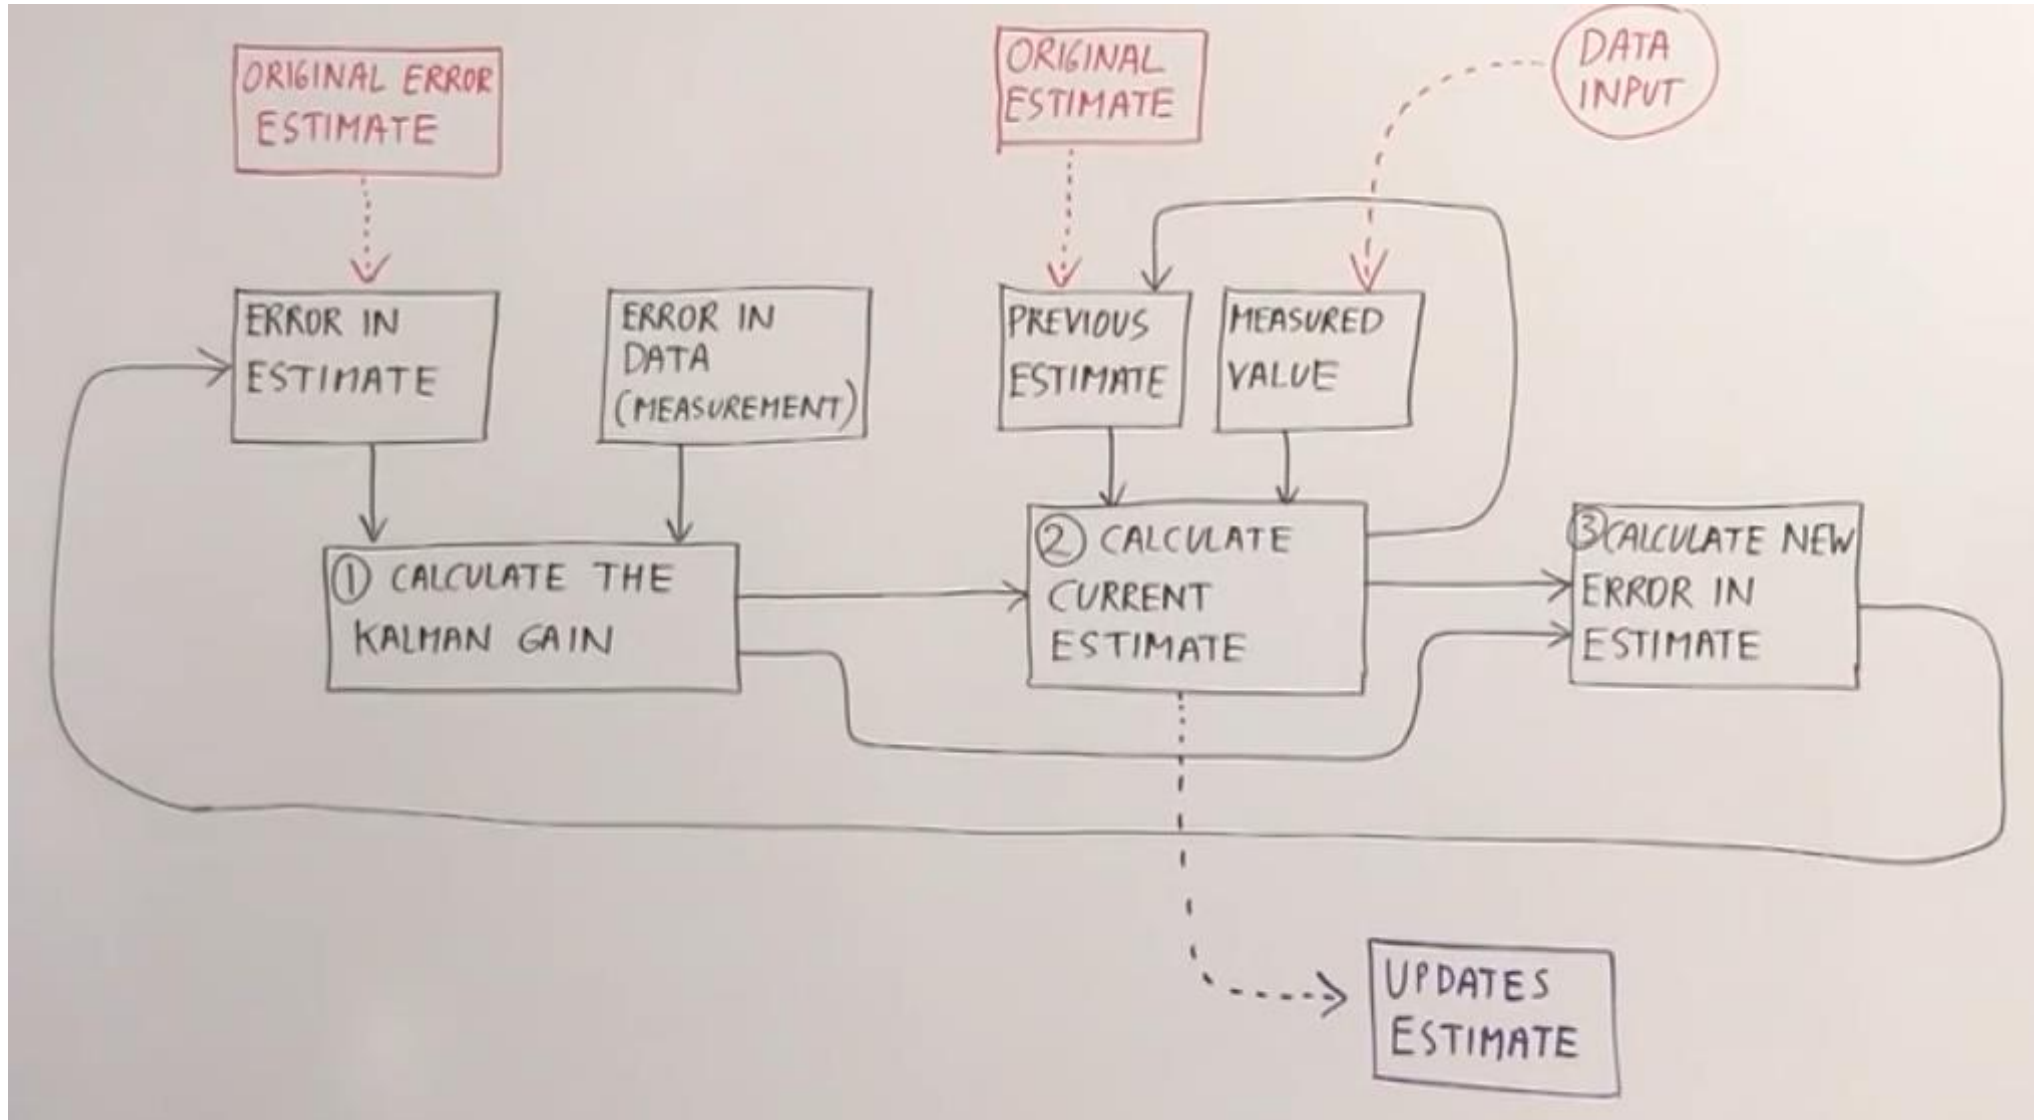 ORIGINAL ERROR
ESTIMATE
ORIGINAL
ESTIMATE
DATA
INPUT
ERROR IN
ESTIMATE
ERROR IN
DATA
(MEASUREMENT)
PREVIOUS
ESTIMATE
MEASURED
VALUE
① CALCULATE THE
KALMAN GAIN
② CALCULATE
CURRENT
ESTIMATE
③ CALCULATE NEW
ERROR IN
ESTIMATE
UPDATES
ESTIMATE